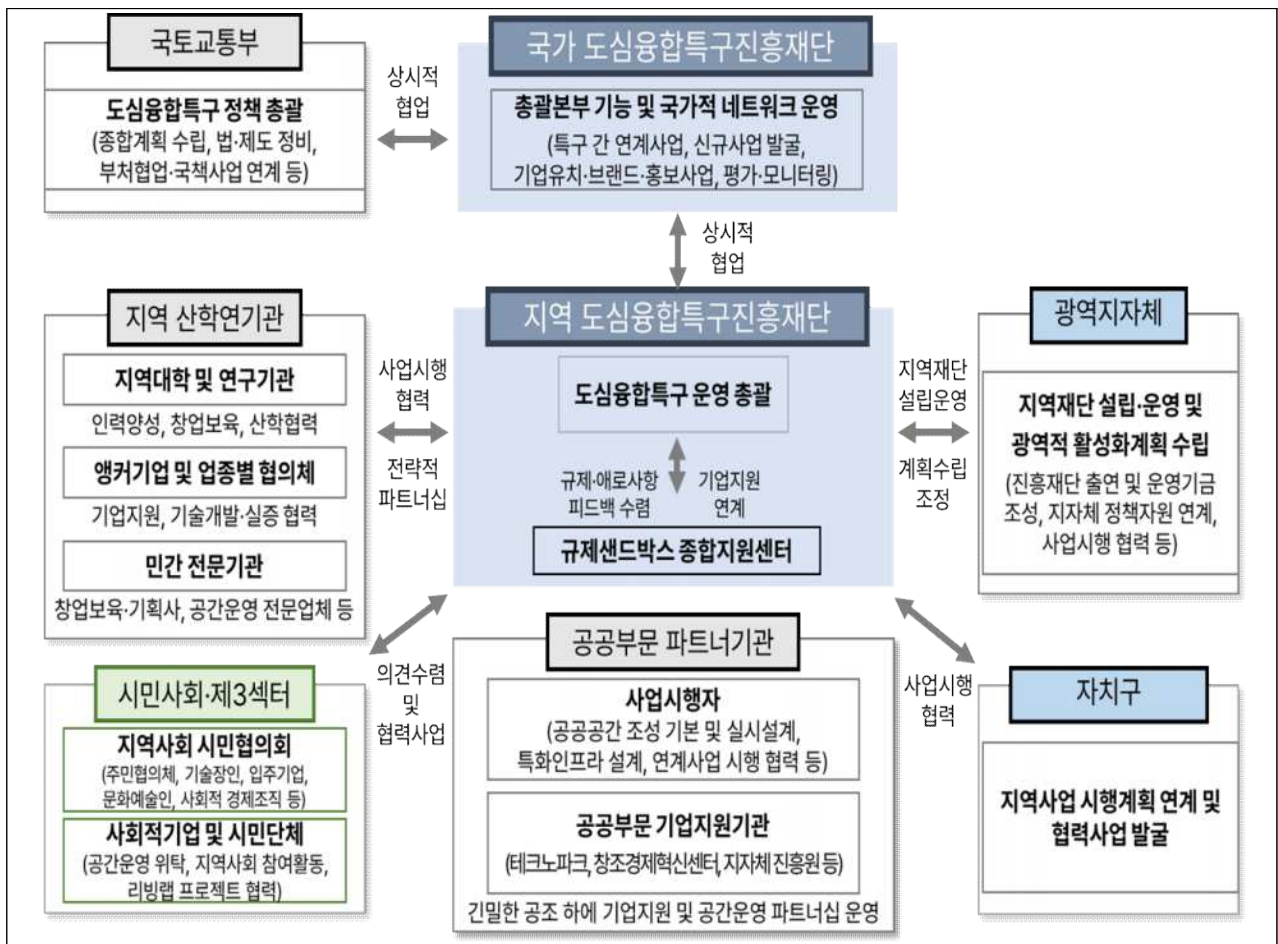 국토교통부
도심융합특구 정책 총괄
(종합계획 수립, 법·제도 정비,
부처협업·국책사업 연계 등)
상시적
협업
국가 도심융합특구진흥재단
총괄본부 기능 및 국가적 네트워크 운영
(특구 간 연계사업, 신규사업 발굴,
기업유치·브랜드·홍보사업, 평가·모니터링)
상시적
협업
지역 산학연기관
지역대학 및 연구기관
인력양성, 창업보육, 산학협력
앵커기업 및 업종별 협의체
기업지원, 기술개발·실증 협력
민간 전문기관
창업보육·기획사, 공간운영 전문업체 등
사업시행
협력
전략적
파트너십
지역 도심융합특구진흥재단
도심융합특구 운영 총괄
규제·애로사항
피드백 수렴
기업지원
연계
규제샌드박스 종합지원센터
지역재단
설립운영
계획수립
조정
광역지자체
지역재단 설립·운영 및
광역적 활성화계획 수립
(진흥재단 출연 및 운영기금
조성, 지자체 정책자원 연계,
사업시행 협력 등)
시민사회·제3섹터
지역사회 시민협의회
(주민협의체, 기술장인, 입주기업,
문화예술인, 사회적 경제조직 등)
사회적기업 및 시민단체
(공간운영 위탁, 지역사회 참여활동,
리빙랩 프로젝트 협력)
의견수렴
및
협력사업
공공부문 파트너기관
사업시행자
(공공공간 조성 기본 및 실시설계,
특화인프라 설계, 연계사업 시행 협력 등)
공공부문 기업지원기관
(테크노파크, 창조경제혁신센터, 지자체 진흥원 등)
긴밀한 공조 하에 기업지원 및 공간운영 파트너십 운영
사업시행
협력
자치구
지역사업 시행계획 연계 및
협력사업 발굴